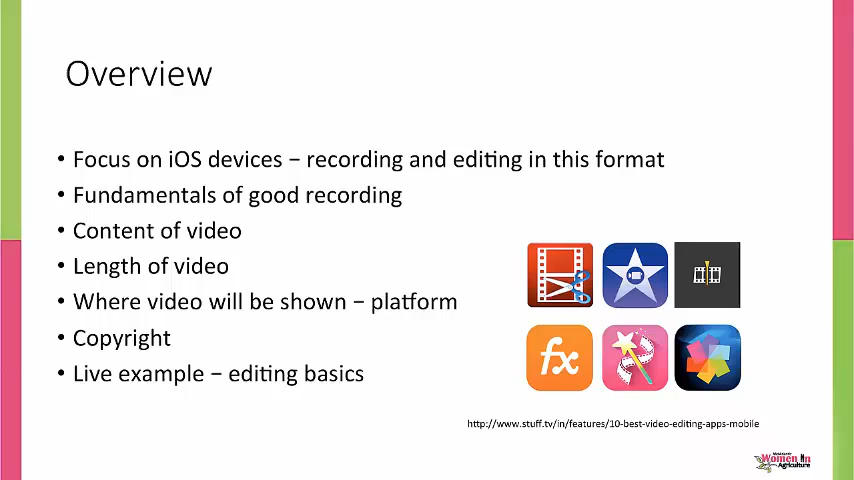 Overview
• Focus on iOS devices – recording and editing in this format
• Fundamentals of good recording
• Content of video
• Length of video
• Where video will be shown – platform
• Copyright
• Live example – editing basics
fx
http://www.stuff.tv/in/features/10-best-video-editing-apps-mobile
Women In
Agriculture